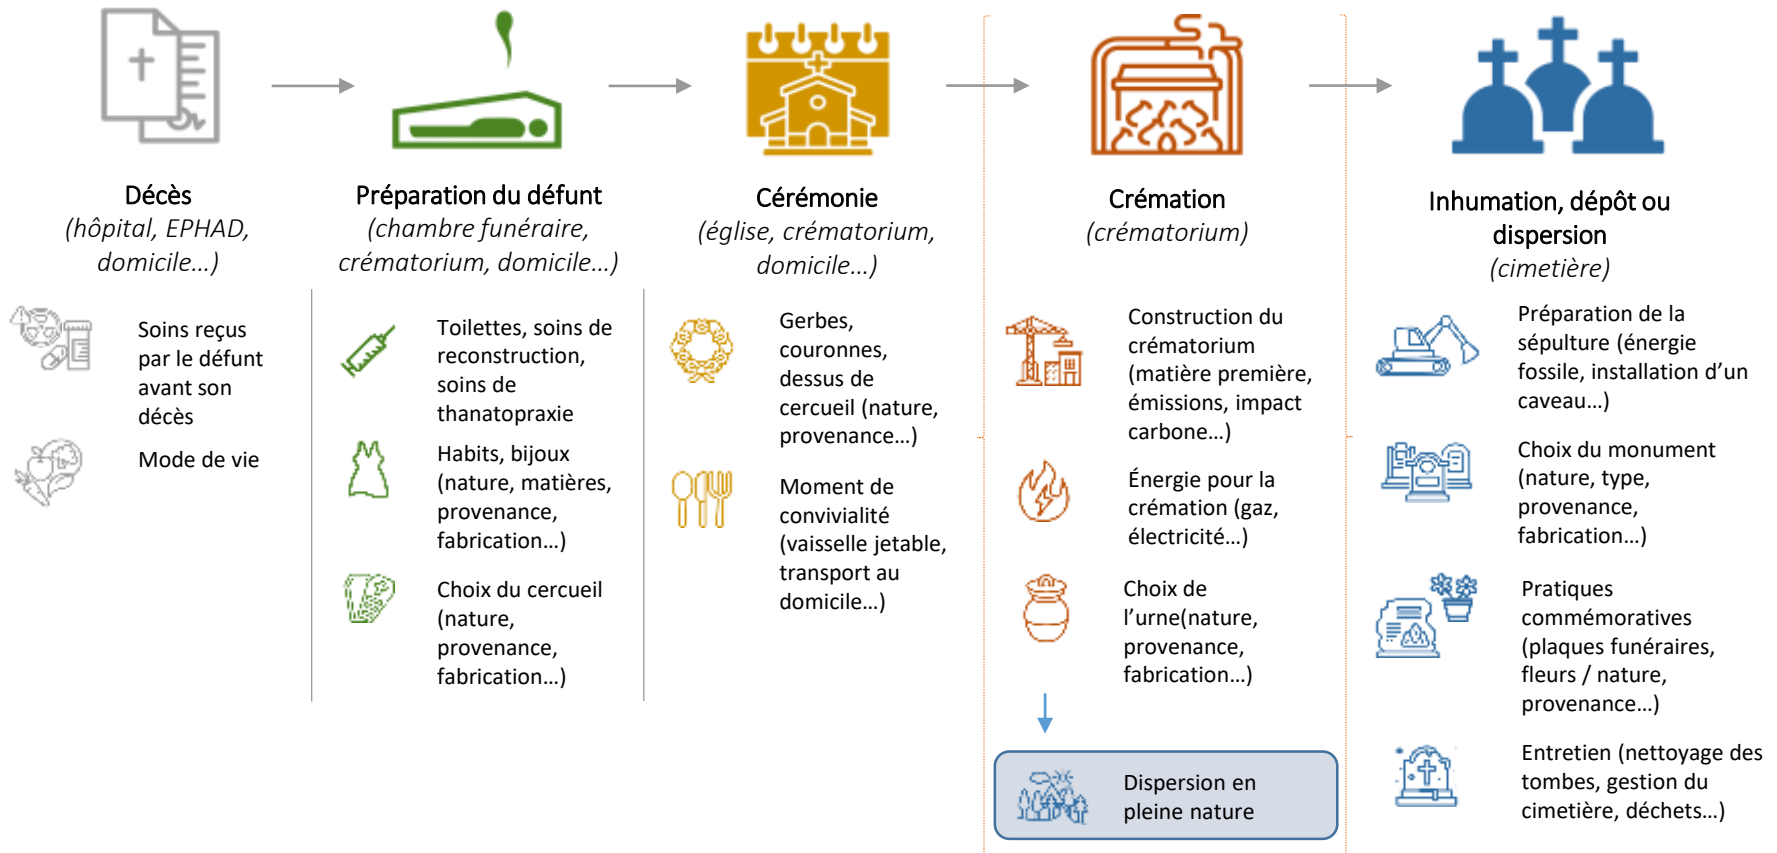 Décès
(hôpital, EPHAD,
domicile…)
Soins reçus
par le défunt
avant son
décès
Mode de vie
Préparation du défunt
(chambre funéraire,
crématorium, domicile…)
Toilettes, soins de
reconstruction,
soins de
thanatopraxie
Habits, bijoux
(nature, matières,
provenance,
fabrication…)
Choix du cercueil
(nature,
provenance,
fabrication…)
Cérémonie
(église, crématorium,
domicile…)
Gerbes,
couronnes,
dessus de
cercueil (nature,
provenance…)
Moment de
convivialité
(vaisselle jetable,
transport au
domicile…)
Crémation
(crématorium)
Construction du
crématorium
(matière première,
émissions, impact
carbone…)
Énergie pour la
crémation (gaz,
électricité…)
Choix de
l’urne(nature,
provenance,
fabrication…)
Dispersion en
pleine nature
Inhumation, dépôt ou
dispersion
(cimetière)
Préparation de la
sépulture (énergie
fossile, installation d’un
caveau…)
Choix du monument
(nature, type,
provenance,
fabrication…)
Pratiques
commémoratives
(plaques funéraires,
fleurs / nature,
provenance…)
Entretien (nettoyage des
tombes, gestion du
cimetière, déchets…)